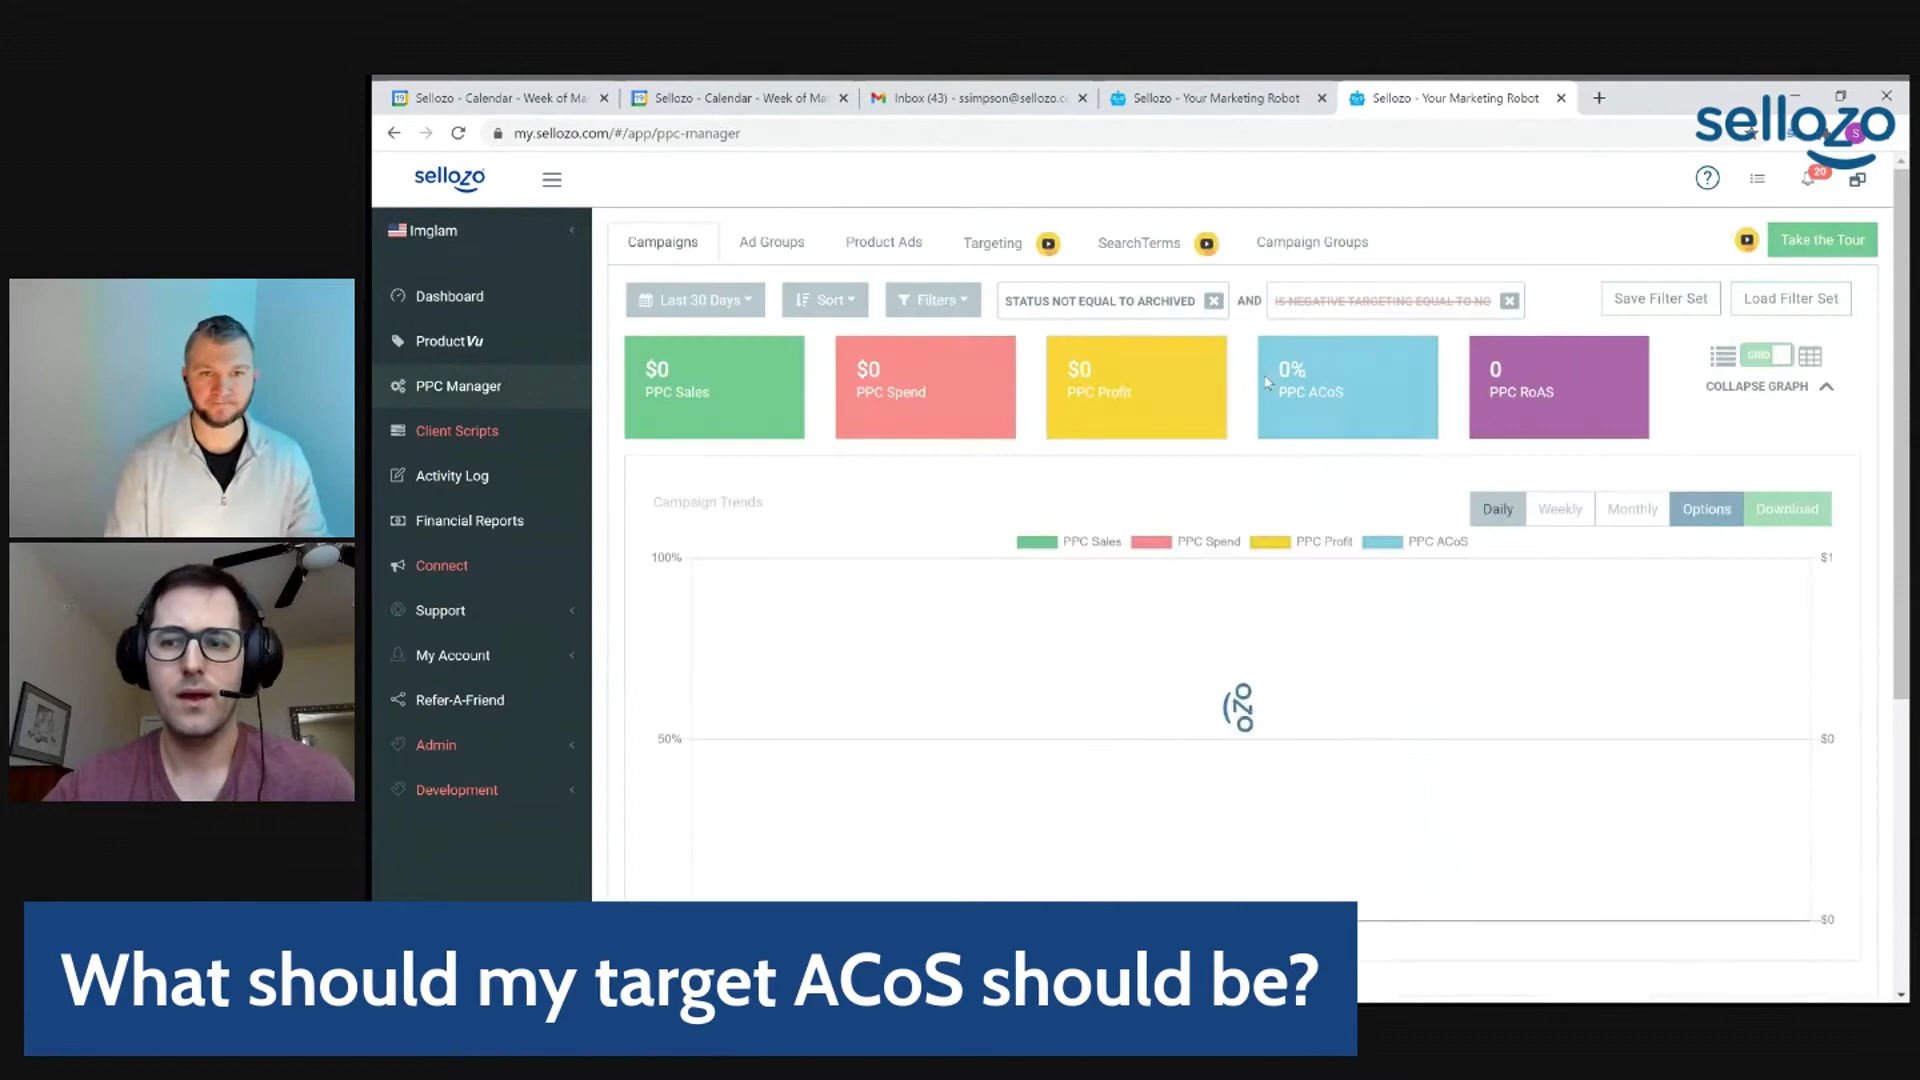 Sellozo - Calendar - Week of Ma
Sellozo - Calendar - Week of Ma
Inbox (43) - ssimpson@sellozo.c
Sellozo - Your Marketing Robot
Sellozo - Your Marketing Robot
my.sellozo.com/#/app/ppc-manager
sellozo
S
sellozo
20
Imglam
Dashboard
ProductVu
PPC Manager
Client Scripts
Activity Log
Financial Reports
Connect
Support
My Account
Refer-A-Friend
Admin
Development
Campaigns
Ad Groups
Product Ads
Targeting
SearchTerms
Campaign Groups
Take the Tour
Last 30 Days
Sort
Filters
STATUS NOT EQUAL TO ARCHIVED
AND
IS NEGATIVE TARGETING EQUAL TO NO
Save Filter Set
Load Filter Set
$0
PPC Sales
$0
PPC Spend
$0
PPC Profit
0%
PPC ACoS
0
PPC RoAS
GRID
COLLAPSE GRAPH
Campaign Trends
Daily
Weekly
Monthly
Options
Download
PPC Sales
PPC Spend
PPC Profit
PPC ACoS
100%
$1
50%
$0
ozo
$0
What should my target ACoS should be?